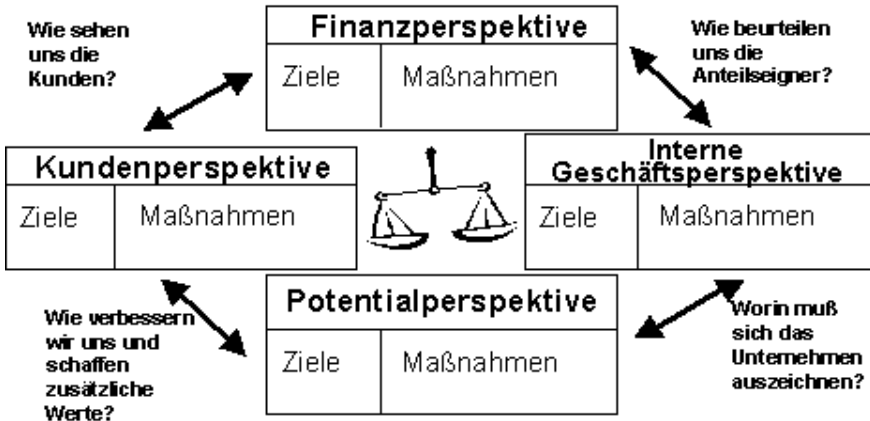 Wie sehen
uns die
Kunden?
Finanzperspektive
Ziele Maßnahmen
Wie beurteilen
uns die
Anteilseigner?
Kundenperspektive
Ziele Maßnahmen
Interne
Geschäftsperspektive
Ziele Maßnahmen
Wie verbessern
wir uns und
schaffen
zusätzliche
Werte?
Potentialperspektive
Ziele Maßnahmen
Worin muß
sich das
Unternehmen
auszeichnen?